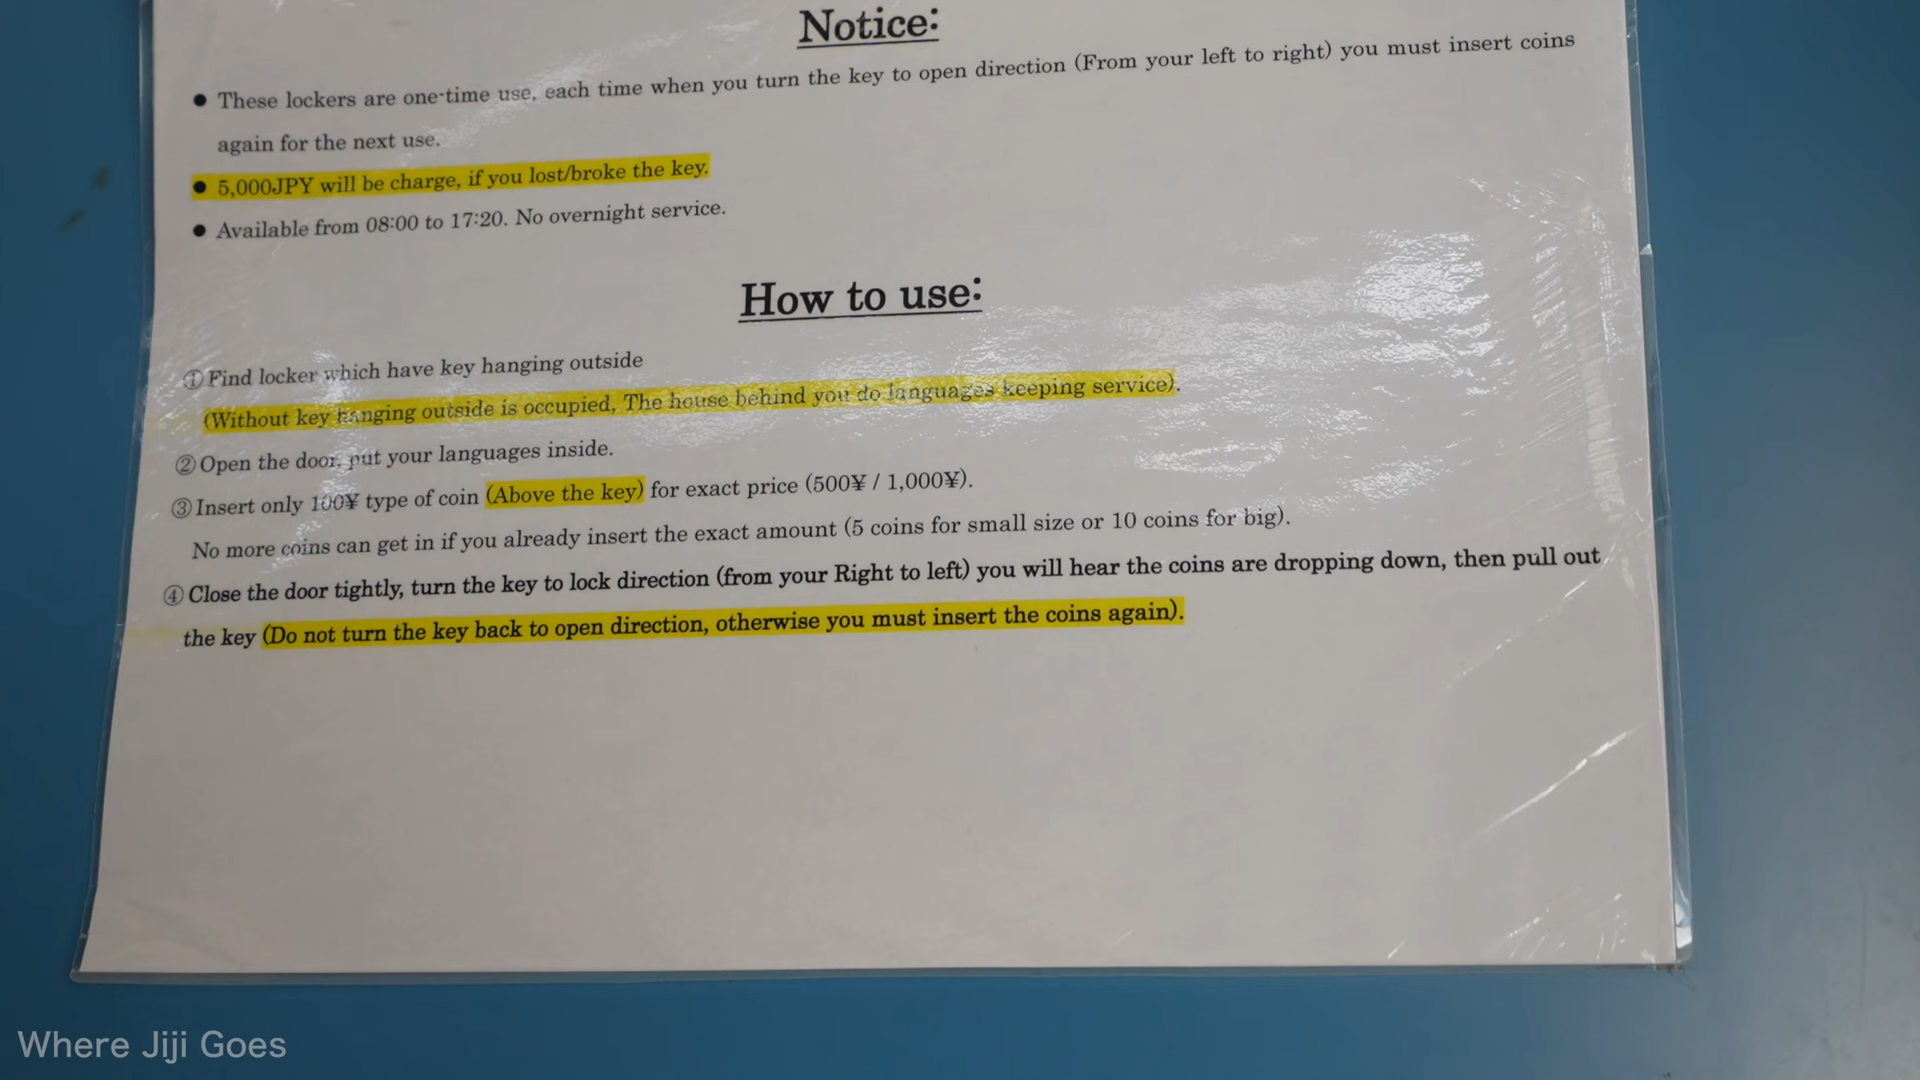 Notice:
● These lockers are one-time use, each time when you turn the key to open direction (From your left to right) you must insert coins
again for the next use.
● 5,000JPY will be charge, if you lost/broke the key.
● Available from 08:00 to 17:20. No overnight service.
How to use:
①Find locker which have key hanging outside
(Without key hanging outside is occupied, The house behind you do languages keeping service).
②Open the door, put your languages inside.
③Insert only 100¥ type of coin (Above the key) for exact price (500¥ / 1,000¥).
No more coins can get in if you already insert the exact amount (5 coins for small size or 10 coins for big).
④Close the door tightly, turn the key to lock direction (from your Right to left) you will hear the coins are dropping down, then pull out
the key (Do not turn the key back to open direction, otherwise you must insert the coins again).
Where Jiji Goes